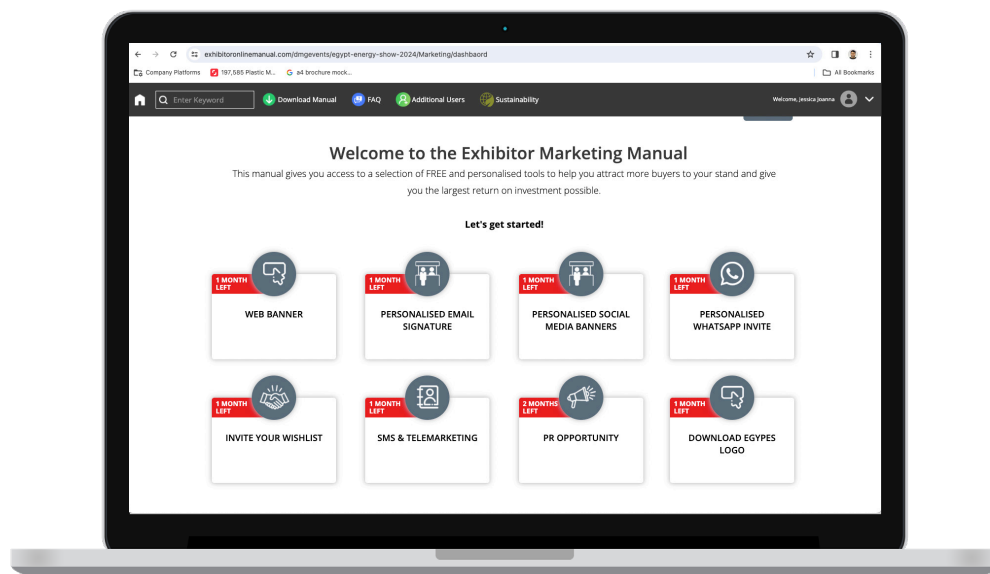 exhibitoronlinemanual.com/dmgevents/egypt-energy-show-2024/Marketing/dashbaord
Company Platforms 197,585 Plastic M... G a4 brochure mock... All Bookmarks
Enter Keyword Download Manual FAQ Additional Users Sustainability Welcome, Jessica Joanna
Welcome to the Exhibitor Marketing Manual
This manual gives you access to a selection of FREE and personalised tools to help you attract more buyers to your stand and give
you the largest return on investment possible.
Let's get started!
1 MONTH
LEFT
WEB BANNER
1 MONTH
LEFT
PERSONALISED EMAIL
SIGNATURE
1 MONTH
LEFT
PERSONALISED SOCIAL
MEDIA BANNERS
1 MONTH
LEFT
PERSONALISED
WHATSAPP INVITE
1 MONTH
LEFT
INVITE YOUR WISHLIST
1 MONTH
LEFT
SMS & TELEMARKETING
2 MONTHS
LEFT
PR OPPORTUNITY
1 MONTH
LEFT
DOWNLOAD EGYPES
LOGO